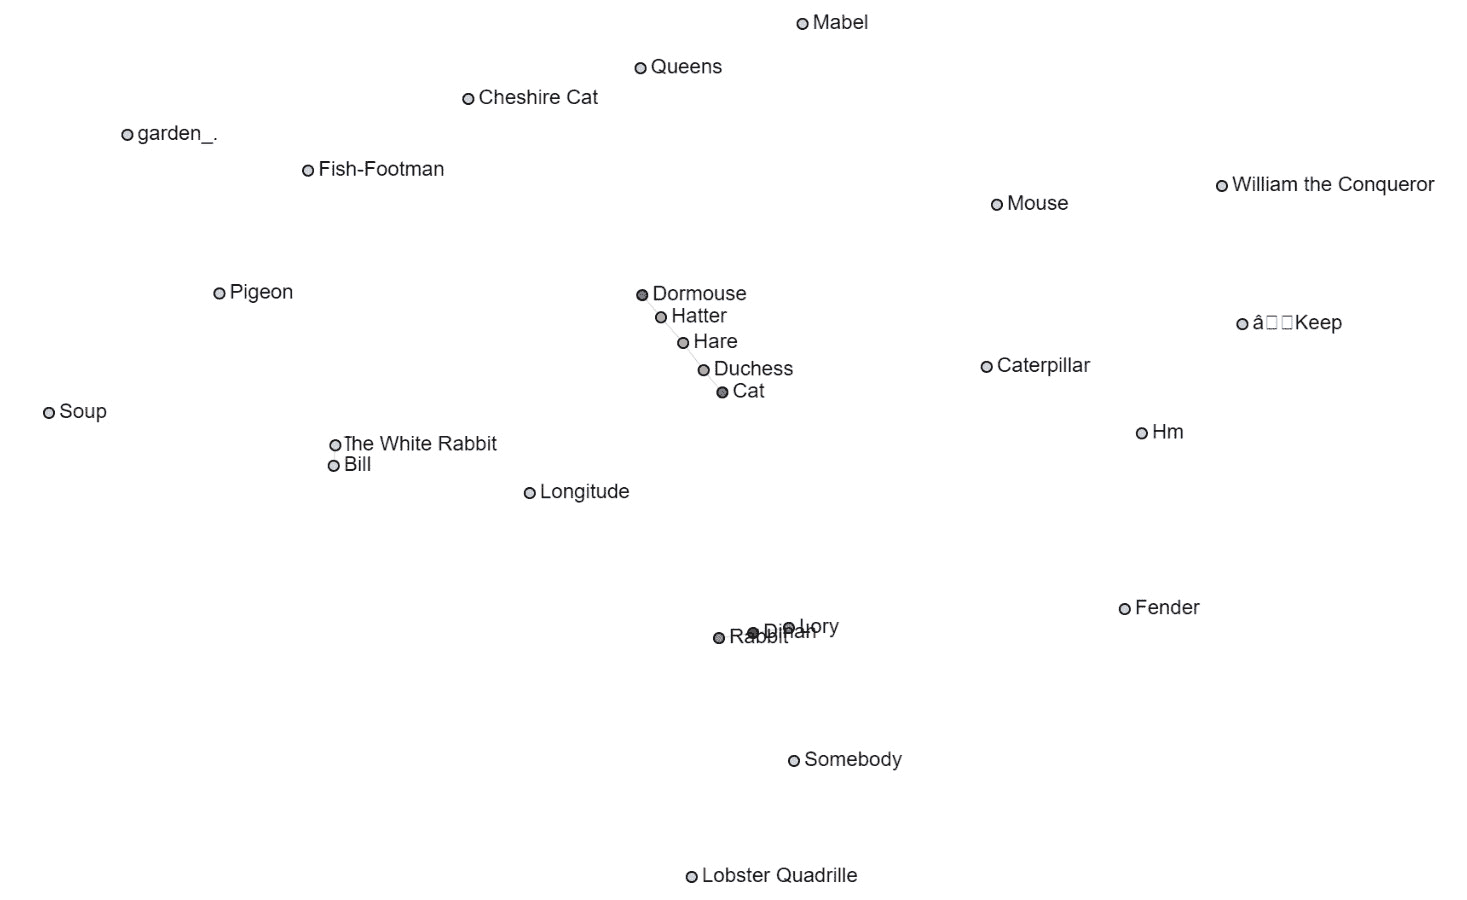 Mabel
Queens
Cheshire Cat
garden_.
Fish-Footman
William the Conqueror
Mouse
Pigeon
Dormouse
Hatter
â□□Keep
Hare
Caterpillar
Duchess
Cat
Soup
Hm
The White Rabbit
Bill
Longitude
Fender
Lory
Dinah
Rabbit
Somebody
Lobster Quadrille